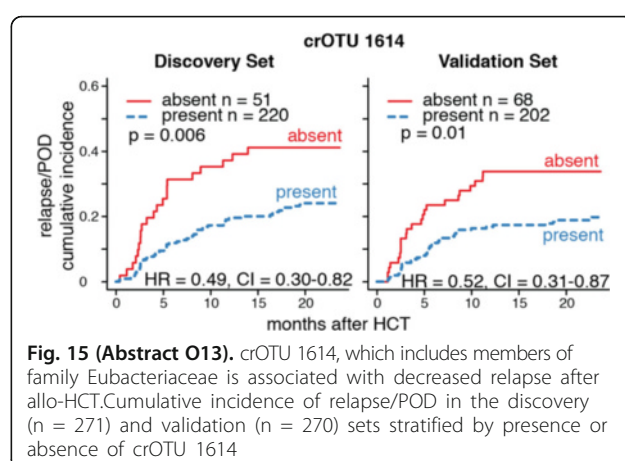 crOTU 1614
Discovery Set
Validation Set
0.6
absent n = 51
present n = 220
p = 0.006
absent
present
HR = 0.49, CI = 0.30-0.82
absent n = 68
present n = 202
p = 0.01
absent
present
HR = 0.52, CI = 0.31-0.87
0.4
0.2
0
relapse/POD
cumulative incidence
0 5 10 15 20
0 5 10 15 20
months after HCT
Fig. 15 (Abstract O13). crOTU 1614, which includes members of
family Eubacteriaceae is associated with decreased relapse after
allo-HCT.Cumulative incidence of relapse/POD in the discovery
(n = 271) and validation (n = 270) sets stratified by presence or
absence of crOTU 1614